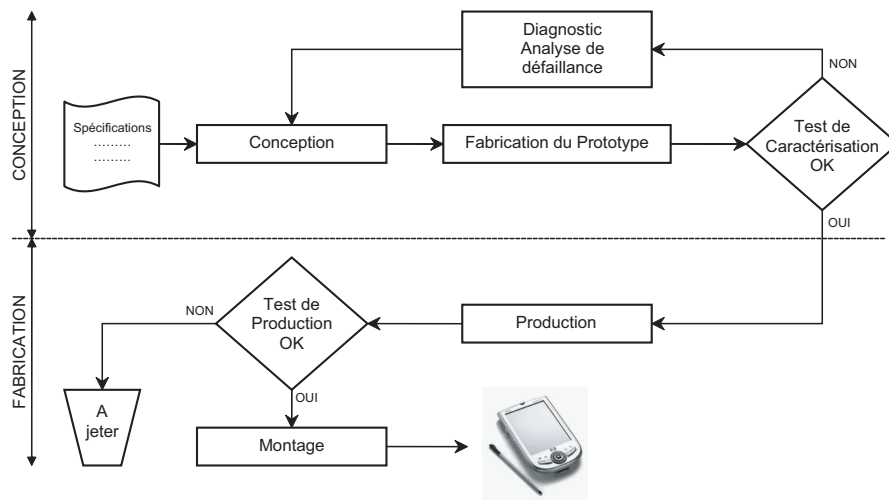 Diagnostic
Analyse de
défaillance
NON
CONCEPTION
Spécifications
.........
.........
Conception
Fabrication du Prototype
Test de
Caractérisation
OK
OUI
FABRICATION
NON
Test de
Production
OK
Production
OUI
A
jeter
Montage